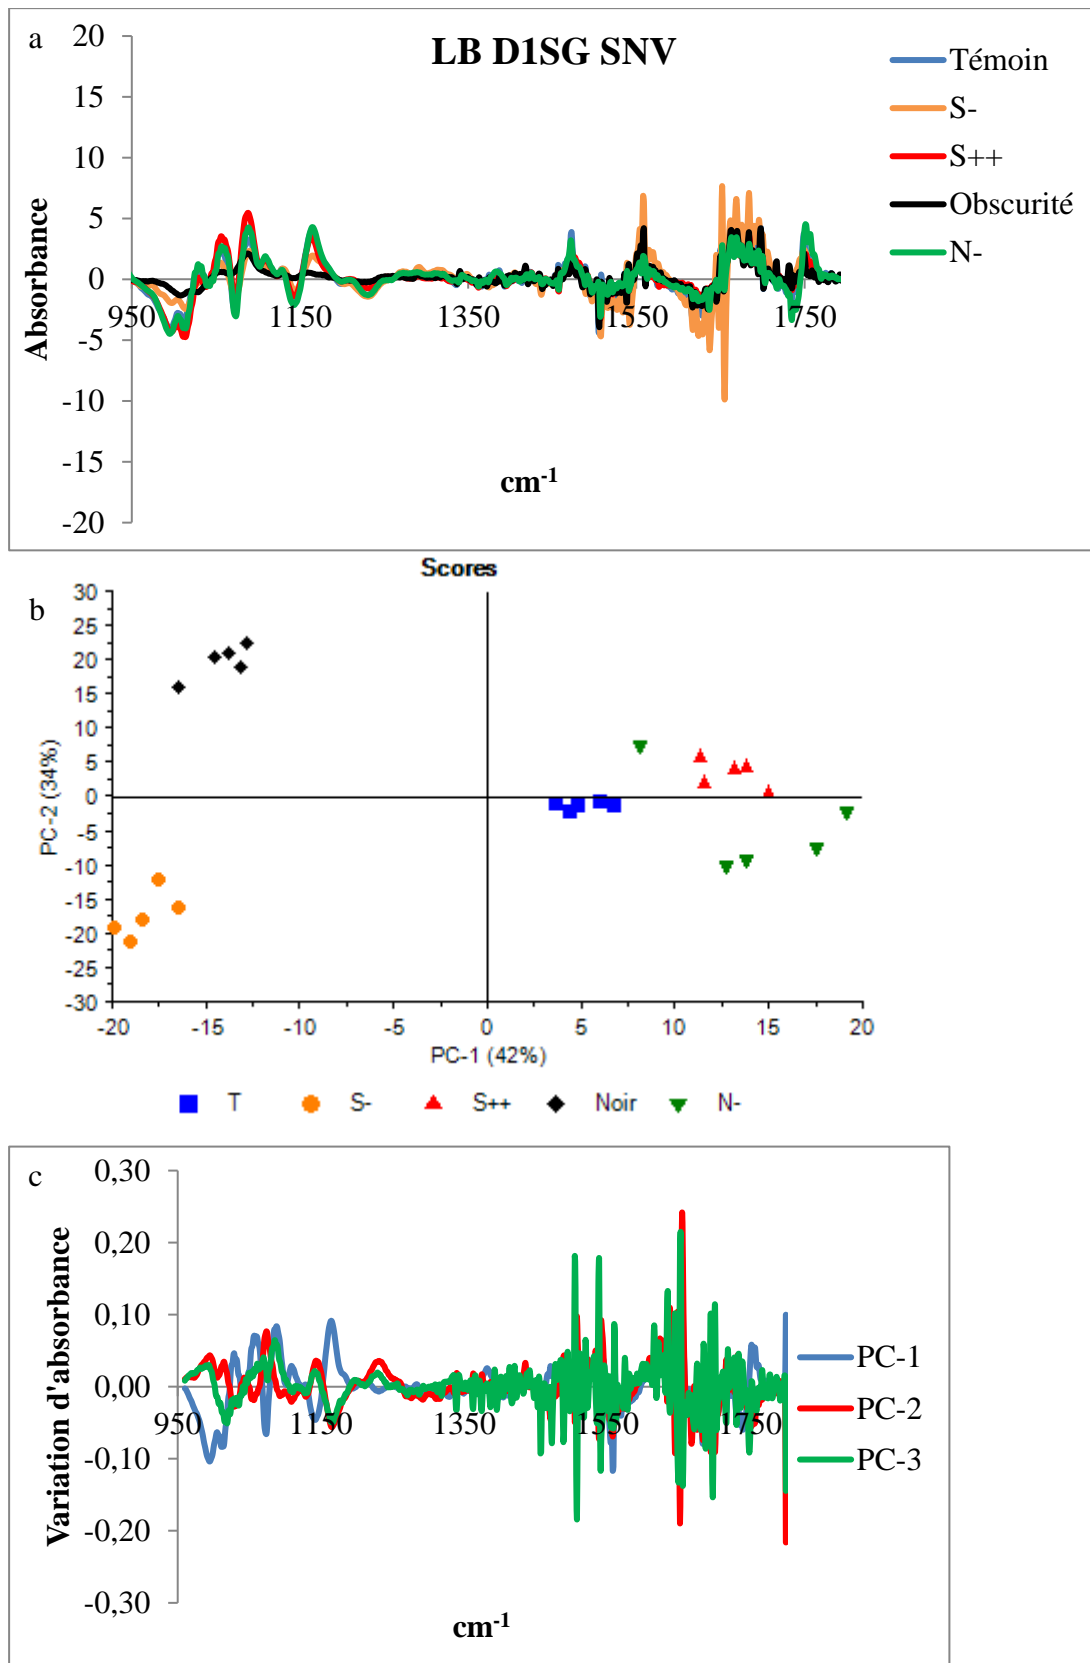 a
LB D1SG SNV
20
15
10
5
0
-5
-10
-15
-20
Absorbance
950
1150
1350
1550
1750
cm-1
Témoin
S-
S++
Obscurité
N-
b
Scores
30
25
20
15
10
5
0
-5
-10
-15
-20
-25
-30
PC-2 (34%)
-20
-15
-10
-5
0
5
10
15
20
PC-1 (42%)
T
S-
S++
Noir
N-
c
0,30
0,20
0,10
0,00
-0,10
-0,20
-0,30
Variation d'absorbance
950
1150
1350
1550
1750
cm-1
PC-1
PC-2
PC-3